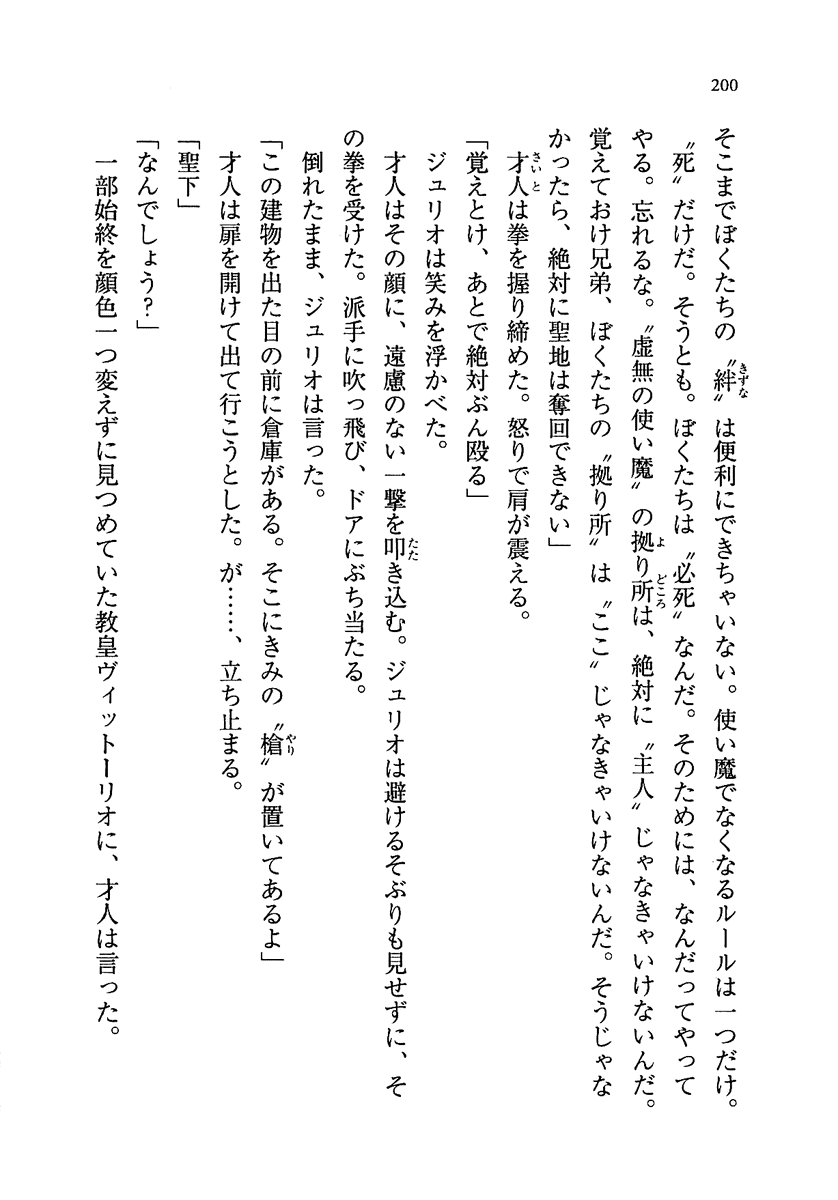 200
そこまでぼくたちの〝絆〟は便利にできちゃいない。使い魔でなくなるルールは一つだけ。
〝死〟だけだ。そうとも。ぼくたちは〝必死〟なんだ。そのためには、なんだってやって
やる。忘れるな。〝虚無の使い魔〟の拠り所は、絶対に〝主人〟じゃなきゃいけないんだ。
覚えておけ兄弟、ぼくたちの〝拠り所〟は〝ここ〟じゃなきゃいけないんだ。そうじゃな
かったら、絶対に聖地は奪回できない」
才人は拳を握り締めた。怒りで肩が震える。
「覚えとけ、あとで絶対ぶん殴る」
ジュリオは笑みを浮かべた。
才人はその顔に、遠慮のない一撃を叩き込む。ジュリオは避けるそぶりも見せずに、そ
の拳を受けた。派手に吹っ飛び、ドアにぶち当たる。
倒れたまま、ジュリオは言った。
「この建物を出た目の前に倉庫がある。そこにきみの〝槍〟が置いてあるよ」
才人は扉を開けて出て行こうとした。が……、立ち止まる。
「聖下」
「なんでしょう？」
一部始終を顔色一つ変えずに見つめていた教皇ヴィットーリオに、才人は言った。